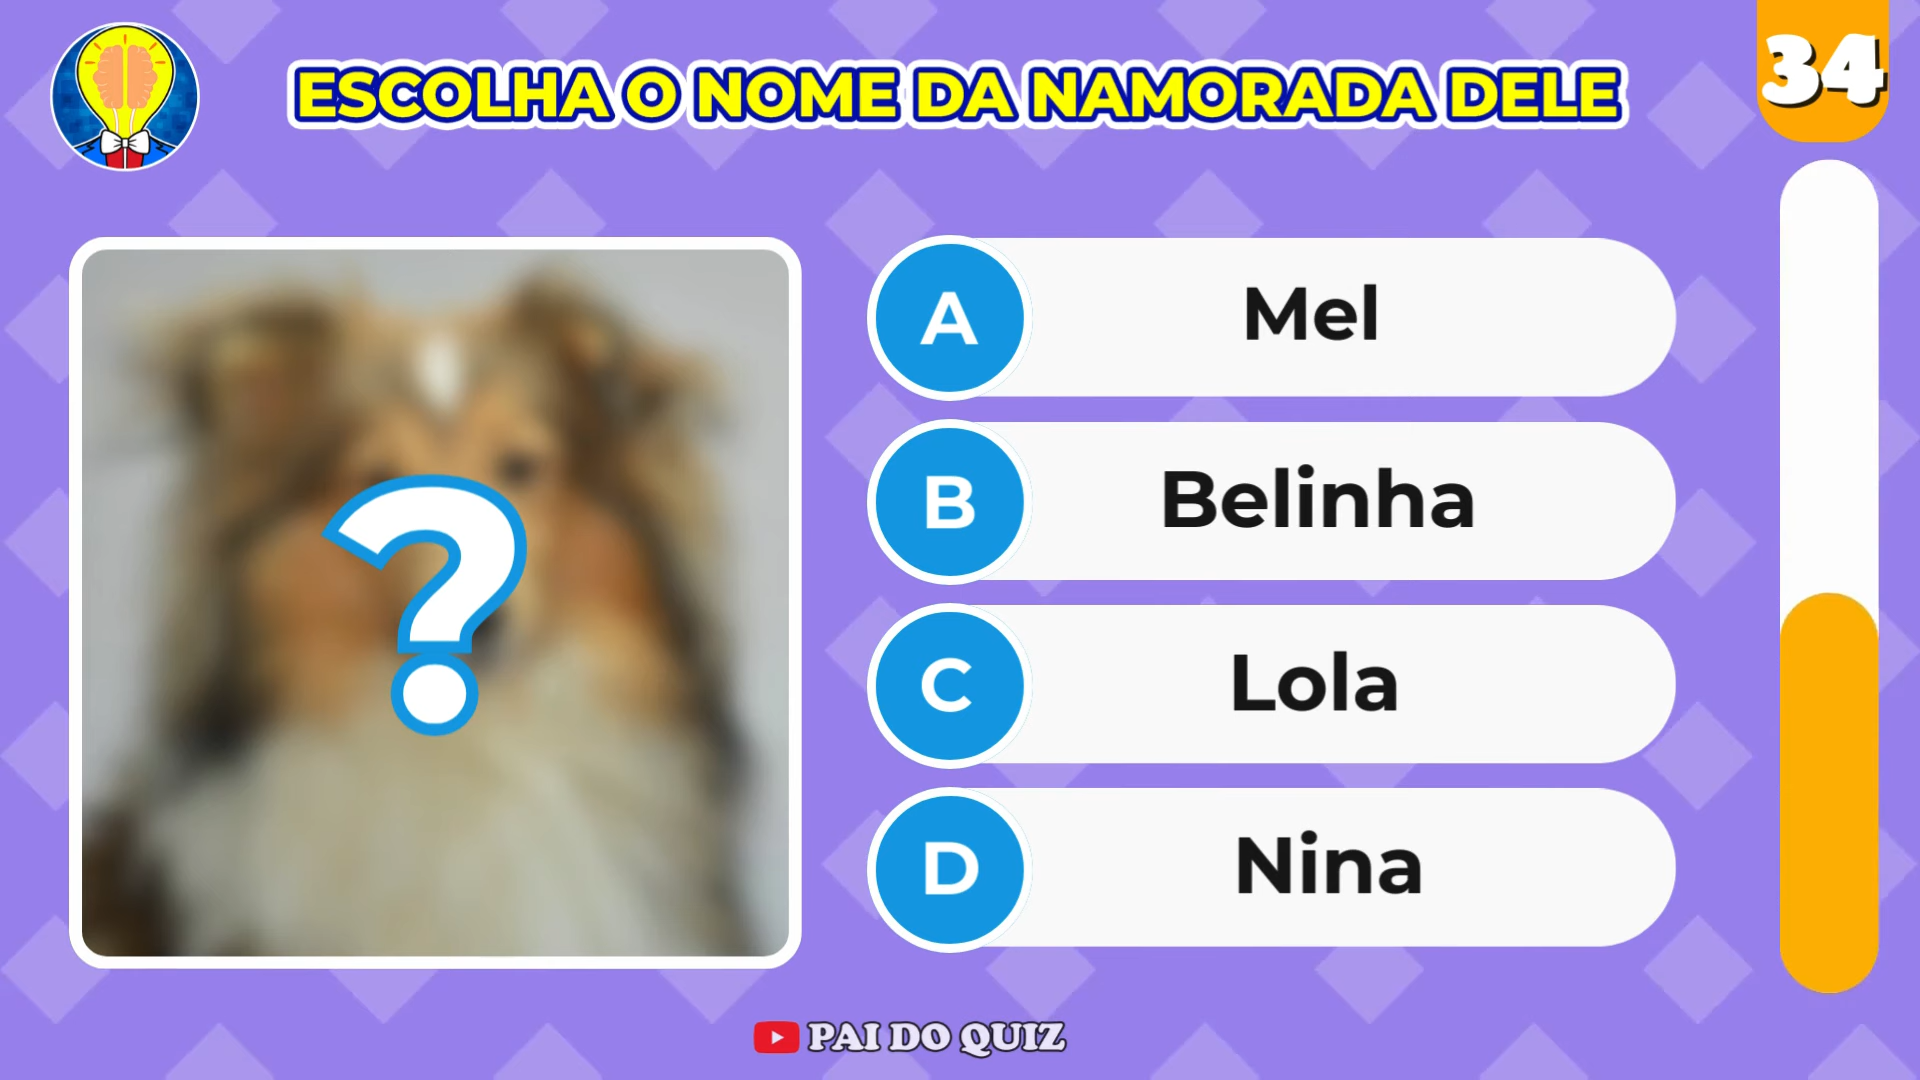 ESCOLHA O NOME DA NAMORADA DELE
34
?
A Mel
B Belinha
C Lola
D Nina
PAI DO QUIZ